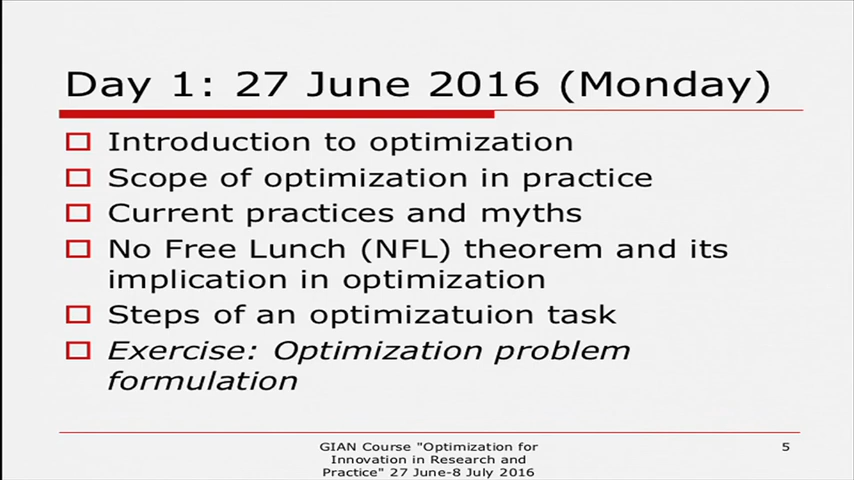 Day 1: 27 June 2016 (Monday)
Introduction to optimization
Scope of optimization in practice
Current practices and myths
No Free Lunch (NFL) theorem and its
implication in optimization
Steps of an optimizatuion task
Exercise: Optimization problem
formulation
GIAN Course "Optimization for
Innovation in Research and
Practice" 27 June-8 July 2016
5